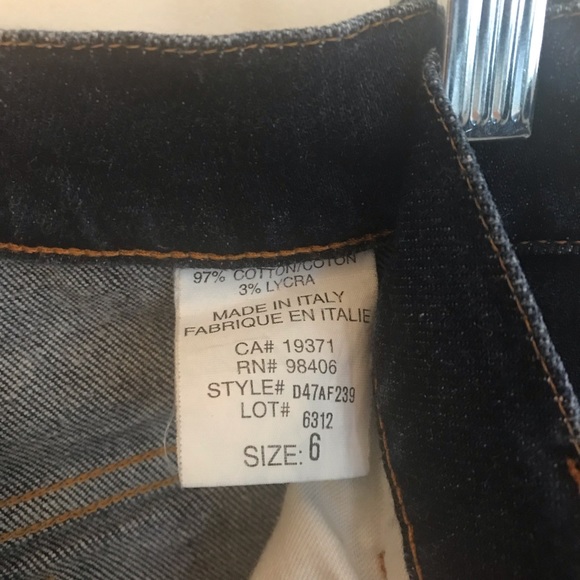 97% COTTON/COTON
3% LYCRA
MADE IN ITALY
FABRIQUE EN ITALIE
CA# 19371
RN# 98406
STYLE# D47AF239
LOT# 6312
SIZE: 6